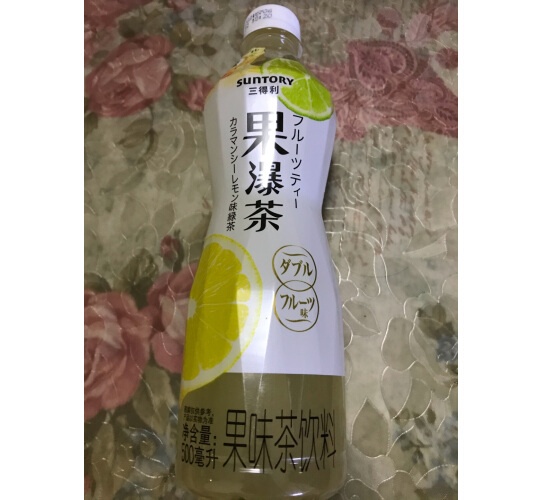 SUNTORY
三得利
フルーツティー
果瀑茶
カラマンシーレモン味緑茶
ダブル
フルーツ
味
净含量:
500毫升
果味茶饮料